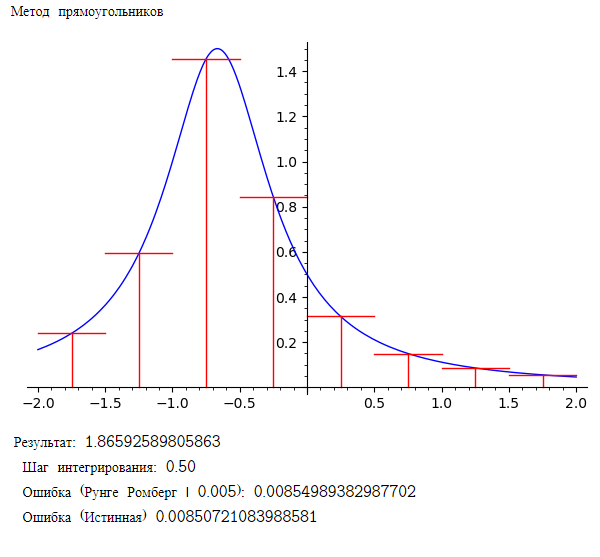 Метод прямоугольников
1.4
1.2
1.0
0.8
0.6
0.4
0.2
−2.0 −1.5 −1.0 −0.5 0.5 1.0 1.5 2.0
Результат: 1.86592589805863
Шаг интегрирования: 0.50
Ошибка (Рунге Ромберг | 0.005): 0.00854989382987702
Ошибка (Истинная) 0.00850721083988581